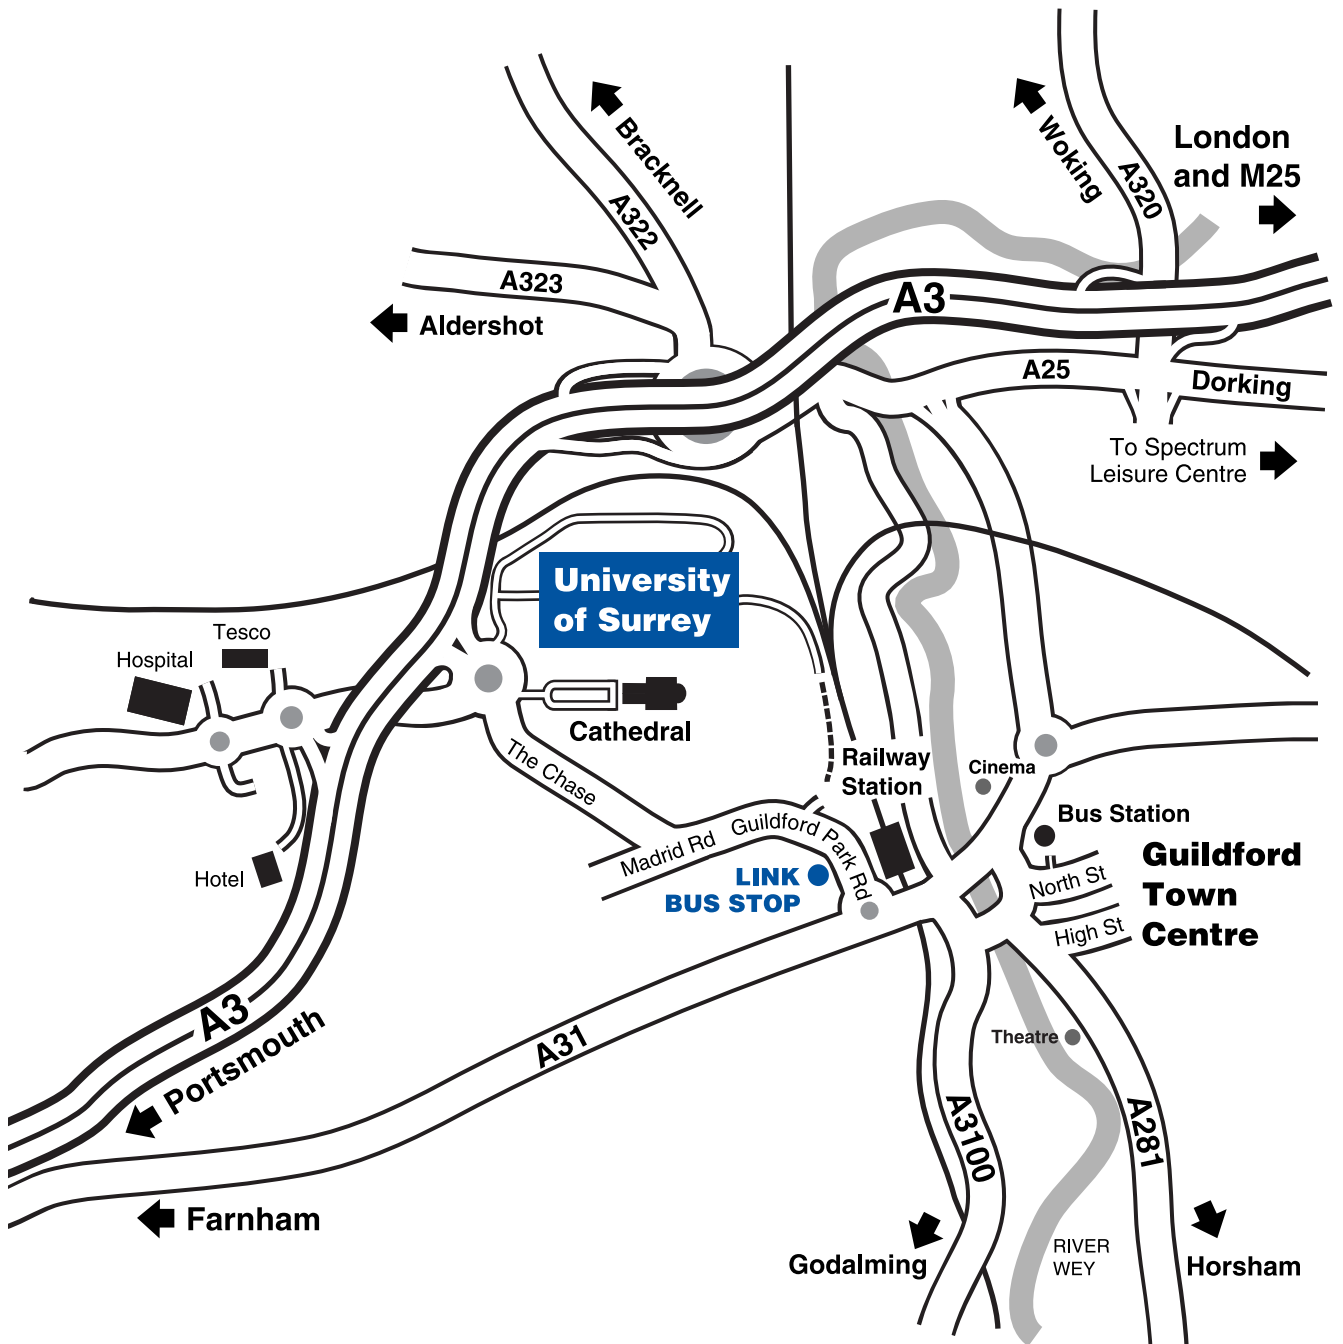 Bracknell
Woking
London
and M25
A320
A322
A323
A3
Aldershot
A25
Dorking
To Spectrum
Leisure Centre
University
of Surrey
Tesco
Hospital
Cathedral
The Chase
Railway
Station
Cinema
Bus Station
Madrid Rd
Guildford Park Rd
Guildford
Town
Centre
Hotel
LINK
BUS STOP
North St
High St
A3
Portsmouth
A31
Theatre
A3100
A281
Farnham
Godalming
RIVER
WEY
Horsham